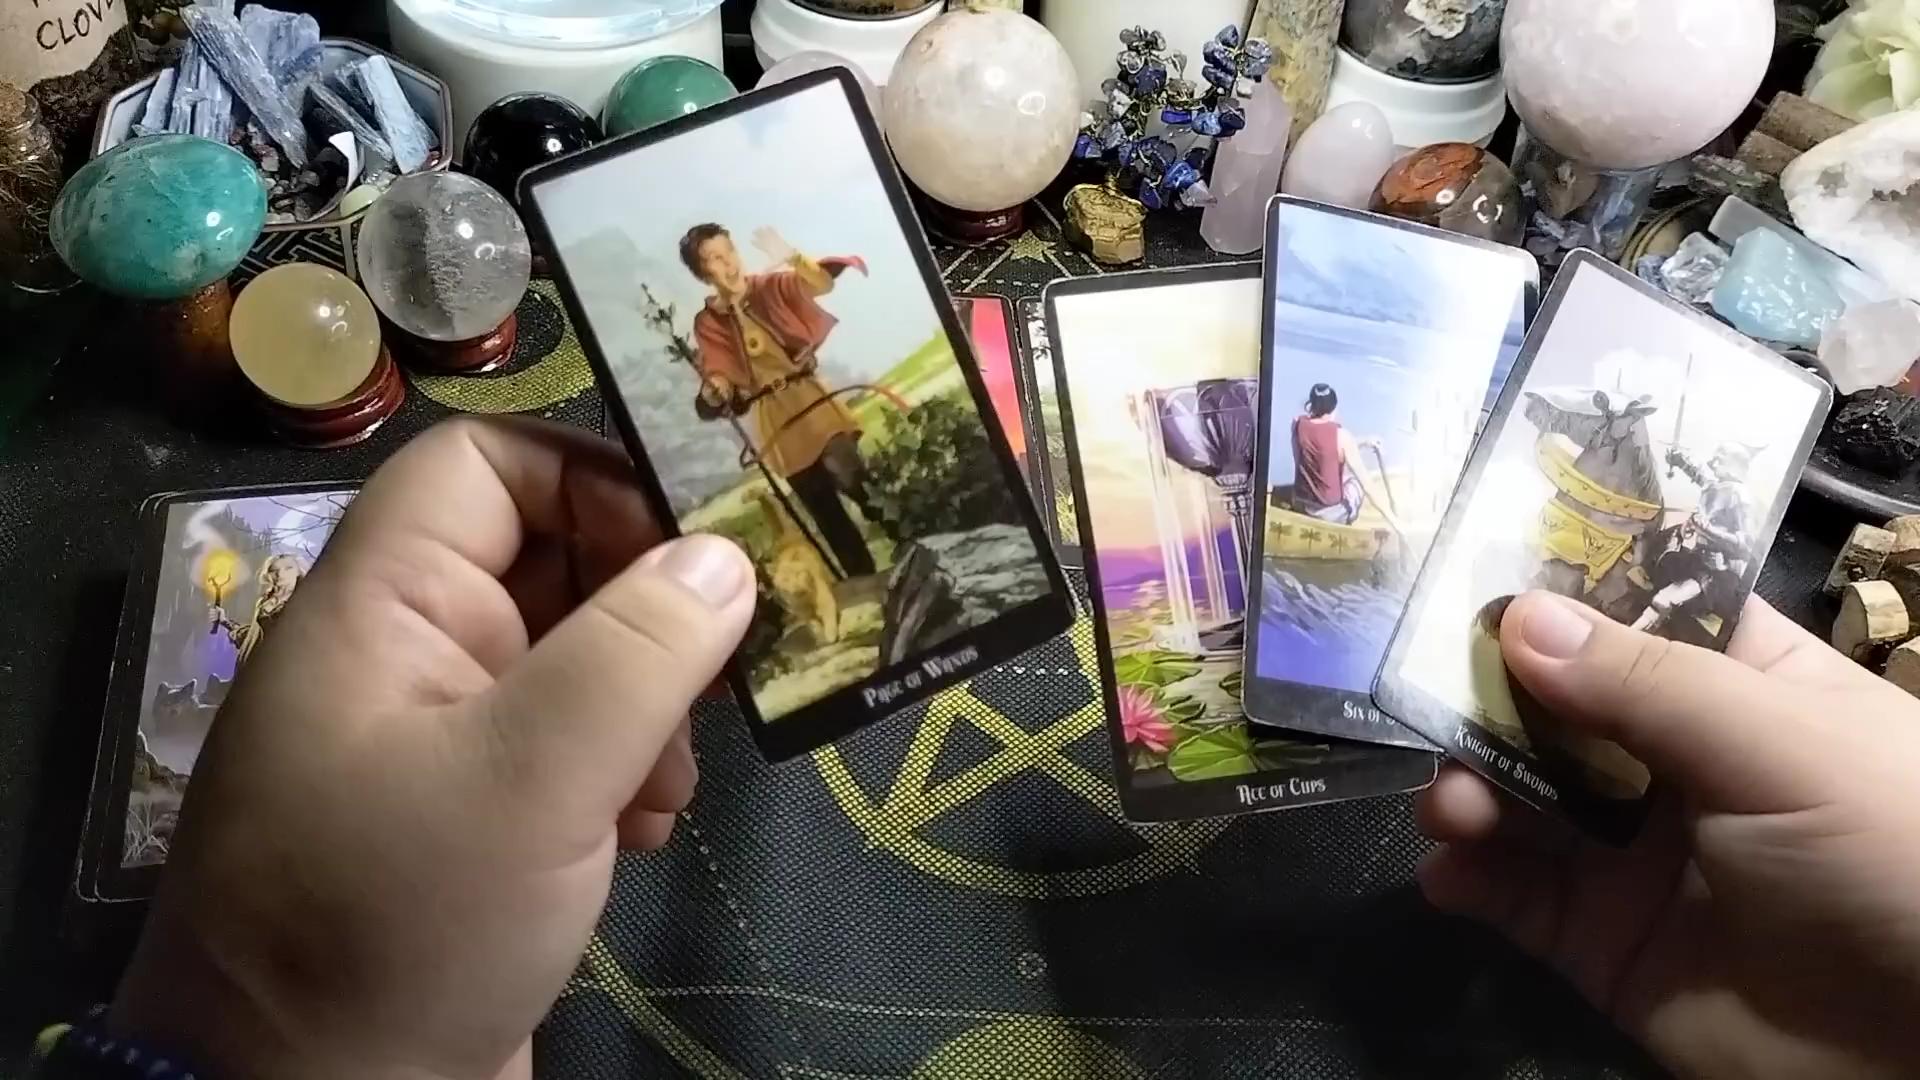 CLOV
PAGE OF WANDS
ACE OF CUPS
SIX OF S
KNIGHT OF SWORDS